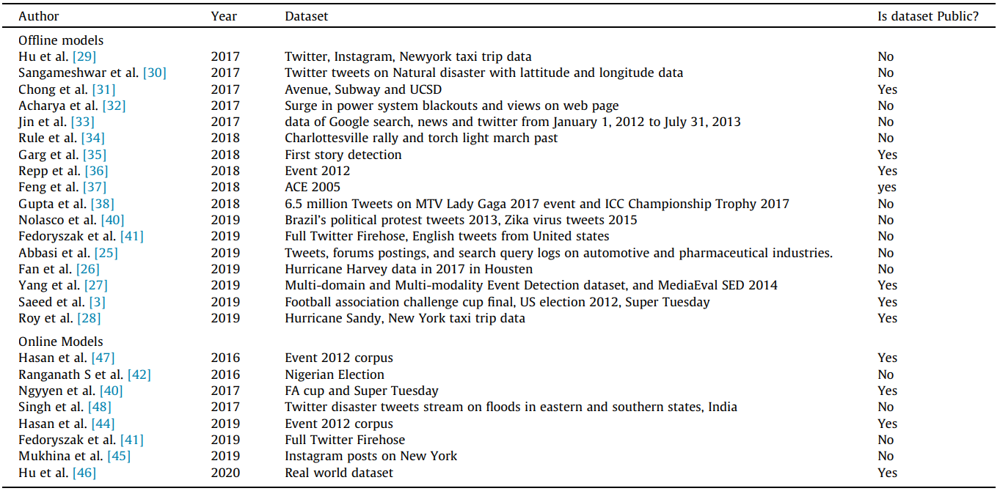 Author Year Dataset Is dataset Public?
Offline models
Hu et al. [29] 2017 Twitter, Instagram, Newyork taxi trip data No
Sangameshwar et al. [30] 2017 Twitter tweets on Natural disaster with lattitude and longitude data No
Chong et al. [31] 2017 Avenue, Subway and UCSD Yes
Acharya et al. [32] 2017 Surge in power system blackouts and views on web page No
Jin et al. [33] 2017 data of Google search, news and twitter from January 1, 2012 to July 31, 2013 No
Rule et al. [34] 2018 Charlottesville rally and torch light march past No
Garg et al. [35] 2018 First story detection Yes
Repp et al. [36] 2018 Event 2012 Yes
Feng et al. [37] 2018 ACE 2005 yes
Gupta et al. [38] 2018 6.5 million Tweets on MTV Lady Gaga 2017 event and ICC Championship Trophy 2017 No
Nolasco et al. [40] 2019 Brazil's political protest tweets 2013, Zika virus tweets 2015 No
Fedoryszak et al. [41] 2019 Full Twitter Firehose, English tweets from United states No
Abbasi et al. [25] 2019 Tweets, forums postings, and search query logs on automotive and pharmaceutical industries. No
Fan et al. [26] 2019 Hurricane Harvey data in 2017 in Housten No
Yang et al. [27] 2019 Multi-domain and Multi-modality Event Detection dataset, and MediaEval SED 2014 Yes
Saeed et al. [3] 2019 Football association challenge cup final, US election 2012, Super Tuesday Yes
Roy et al. [28] 2019 Hurricane Sandy, New York taxi trip data Yes
Online Models
Hasan et al. [47] 2016 Event 2012 corpus Yes
Ranganath S et al. [42] 2016 Nigerian Election No
Ngyyen et al. [40] 2017 FA cup and Super Tuesday Yes
Singh et al. [48] 2017 Twitter disaster tweets stream on floods in eastern and southern states, India No
Hasan et al. [44] 2019 Event 2012 corpus Yes
Fedoryszak et al. [41] 2019 Full Twitter Firehose No
Mukhina et al. [45] 2019 Instagram posts on New York No
Hu et al. [46] 2020 Real world dataset Yes